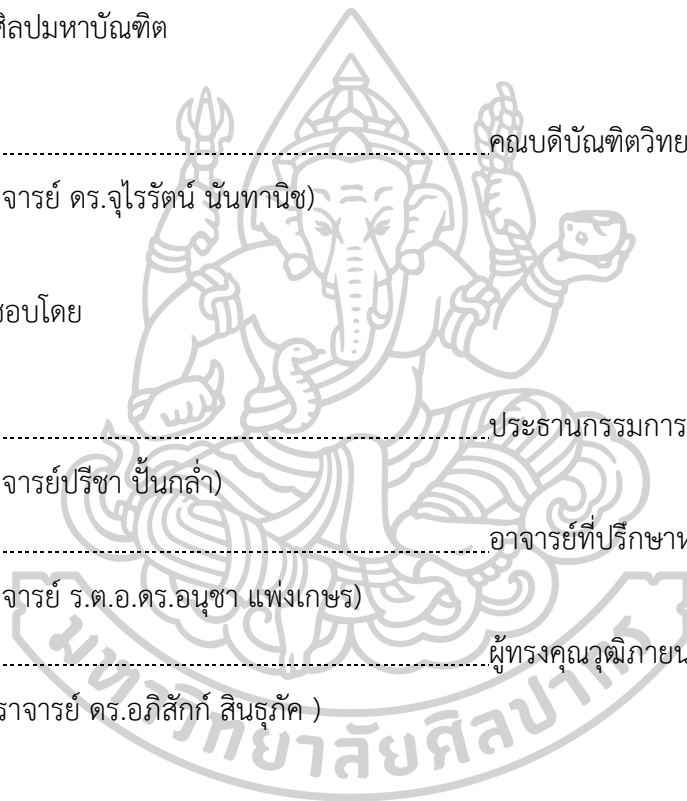 ศิลปมหาบัณฑิต
คณบดีบัณฑิตวิทย
จารย์ ดร.จุไรรัตน์ นันทานิช)
สอบโดย
ประธานกรรมการ
จารย์ปรีชา ปั้นกล่ำ)
อาจารย์ที่ปรึกษาห
จารย์ ร.ต.อ.ดร.อนุชา แพ่งเกษร)
ผู้ทรงคุณวุฒิภายน
ราจารย์ ดร.อภิสักก์ สินธุภัค )
มหาวิทยาลัยศิลปากร